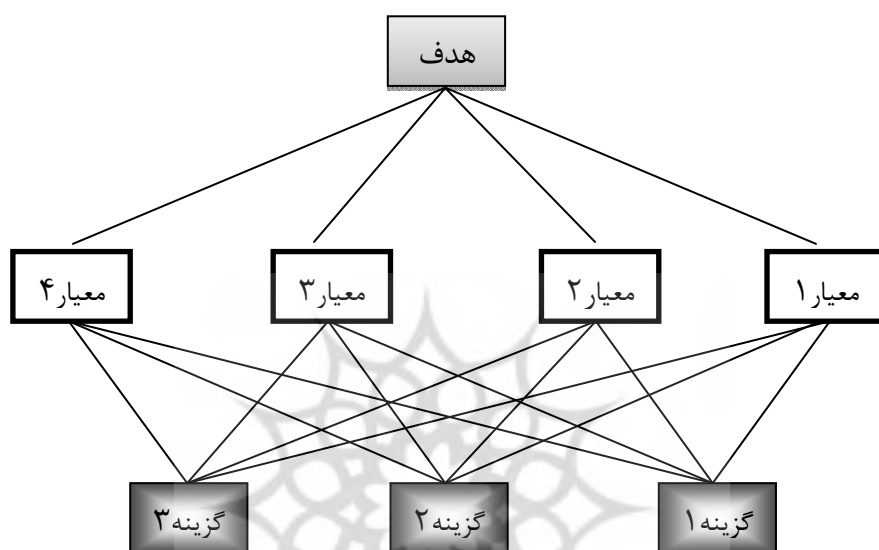 هدف
معیار۱
معیار۲
معیار۳
معیار۴
گزینه۱
گزینه۲
گزینه۳